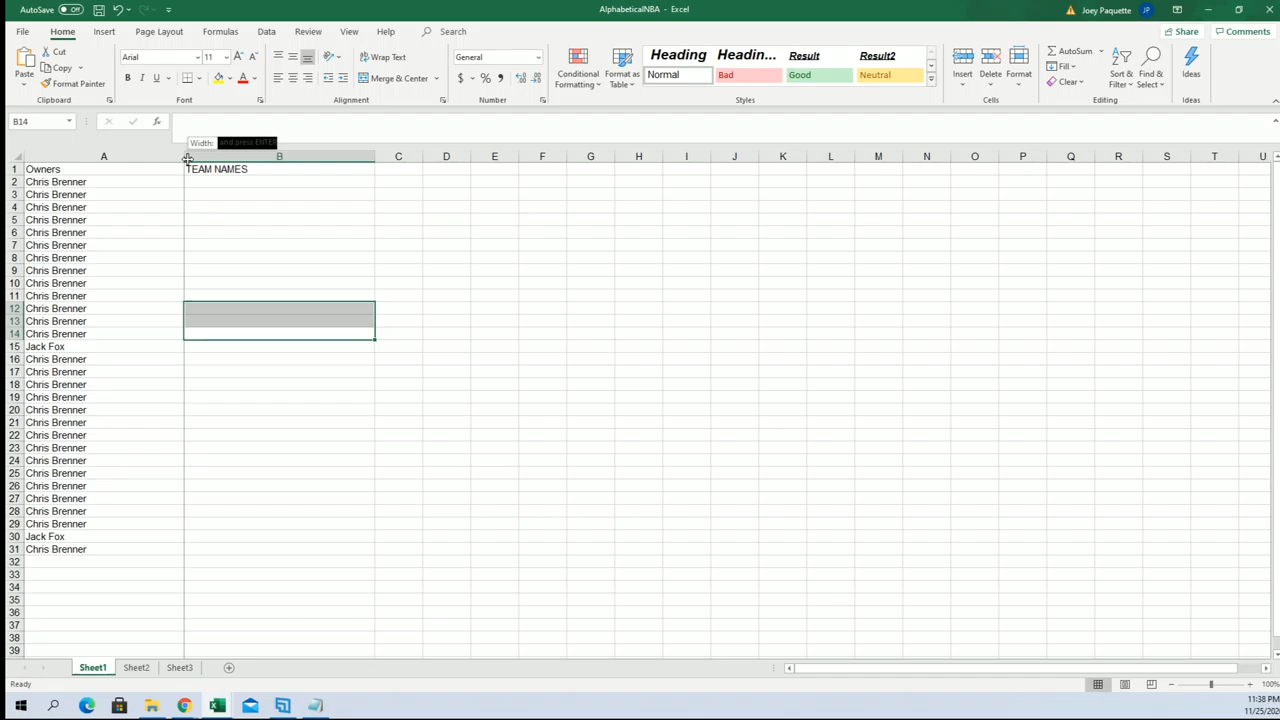 AutoSave Off
AlphabeticalNBA - Excel
Joey Paquette JP
File Home Insert Page Layout Formulas Data Review View Help Search
Share Comments
Paste Cut Copy Format Painter
Arial 11
Wrap Text
Merge & Center
General
Conditional Formatting Format as Table
Heading Headin... Result Result2
Normal Bad Good Neutral
Insert Delete Format
AutoSum Fill Clear
Sort & Filter Find & Select Ideas
Clipboard Font Alignment Number Styles Cells Editing Ideas
B14
Width: and press ENTER
A B C D E F G H I J K L M N O P Q R S T U
1 Owners TEAM NAMES
2 Chris Brenner
3 Chris Brenner
4 Chris Brenner
5 Chris Brenner
6 Chris Brenner
7 Chris Brenner
8 Chris Brenner
9 Chris Brenner
10 Chris Brenner
11 Chris Brenner
12 Chris Brenner
13 Chris Brenner
14 Chris Brenner
15 Jack Fox
16 Chris Brenner
17 Chris Brenner
18 Chris Brenner
19 Chris Brenner
20 Chris Brenner
21 Chris Brenner
22 Chris Brenner
23 Chris Brenner
24 Chris Brenner
25 Chris Brenner
26 Chris Brenner
27 Chris Brenner
28 Chris Brenner
29 Chris Brenner
30 Jack Fox
31 Chris Brenner
32
33
34
35
36
37
38
39
Sheet1 Sheet2 Sheet3
Ready
100%
11:38 PM
11/25/20